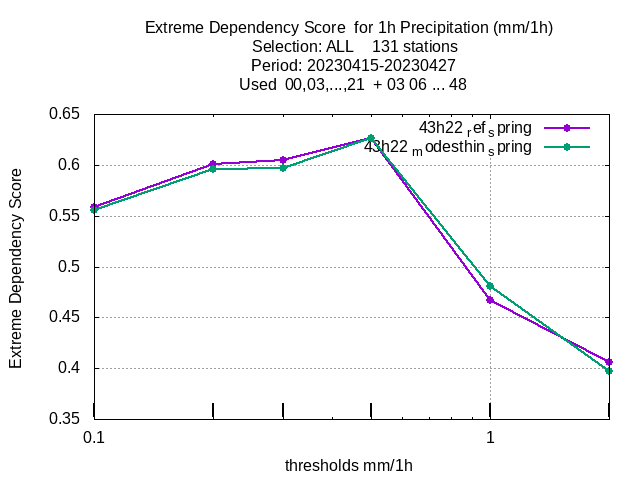 Extreme Dependency Score  for 1h Precipitation (mm/1h)
Selection: ALL    131 stations
Period: 20230415-20230427
Used  00,03,...,21  + 03 06 ... 48
43h22 ref spring
43h22 modesthin spring
0.65
0.6
0.55
0.5
0.45
0.4
0.35
Extreme Dependency Score
0.1
1
thresholds mm/1h